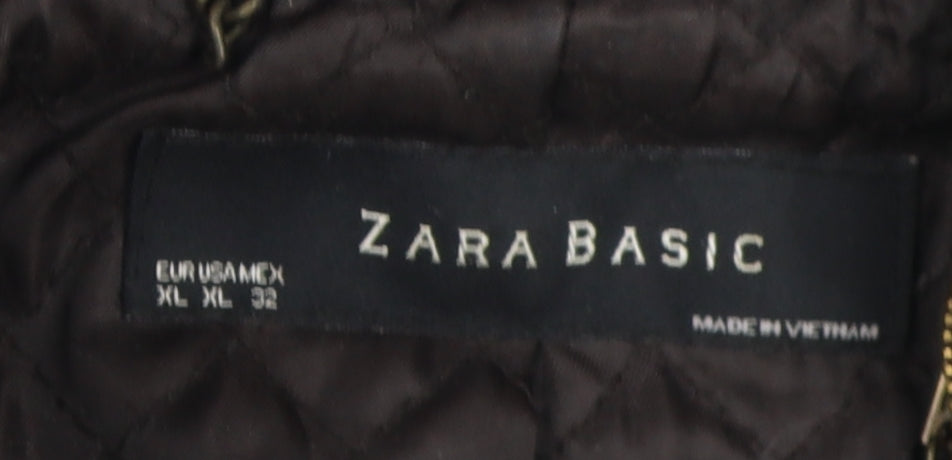 ZARA BASIC
EUR USA MEX
XL XL 32
MADE IN VIETNAM